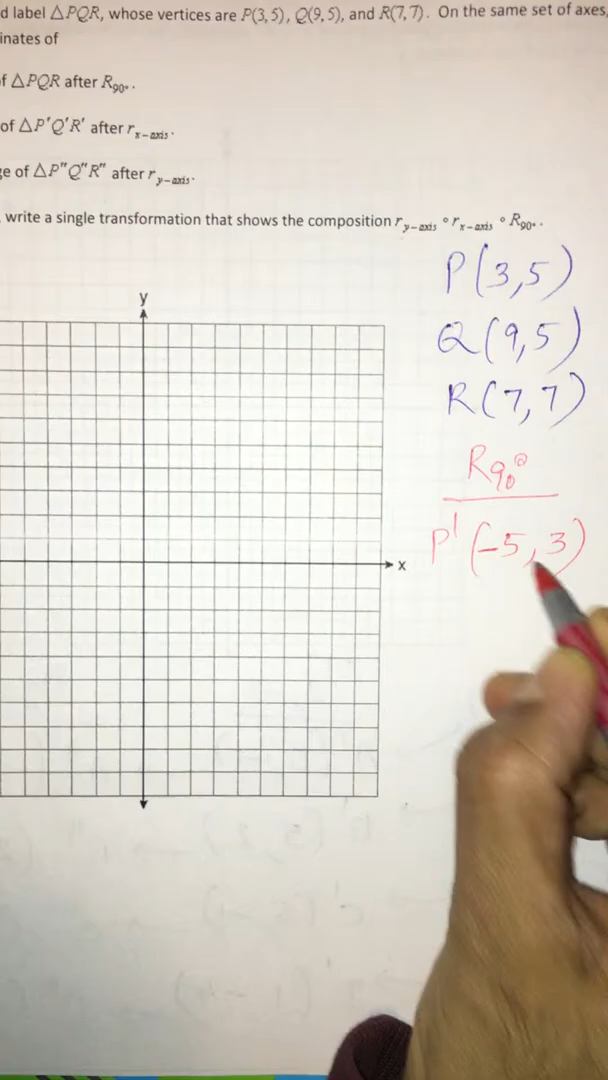 d label △PQR, whose vertices are P(3,5), Q(9,5), and R(7,7). On the same set of axes,
inates of
f △PQR after R90°.
of △P'Q'R' after rx−axis.
ge of △P"Q"R" after ry−axis.
write a single transformation that shows the composition ry−axis ∘ rx−axis ∘ R90°.
P(3,5)
Q(9,5)
R(7,7)
R90°
P'(-5,3)
y
x